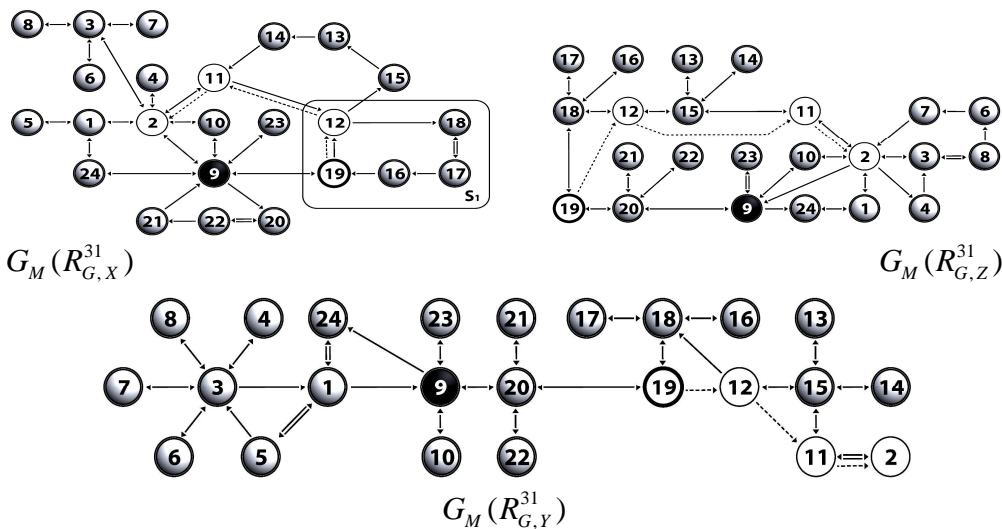 8 3 7 14 13
6 4 11 15
5 1 2 10 23 12 18
24 9 19 16 17
S₁
21 22 20
G_M(R^{31}_{G,X})
17 16 13 14
18 12 15 11 7 6
21 22 23 10 2 3 8
19 20 9 24 1 4
G_M(R^{31}_{G,Z})
8 4 24 23 21 17 18 16 13
7 3 1 9 20 19 12 15 14
6 5 10 22 11 2
G_M(R^{31}_{G,Y})